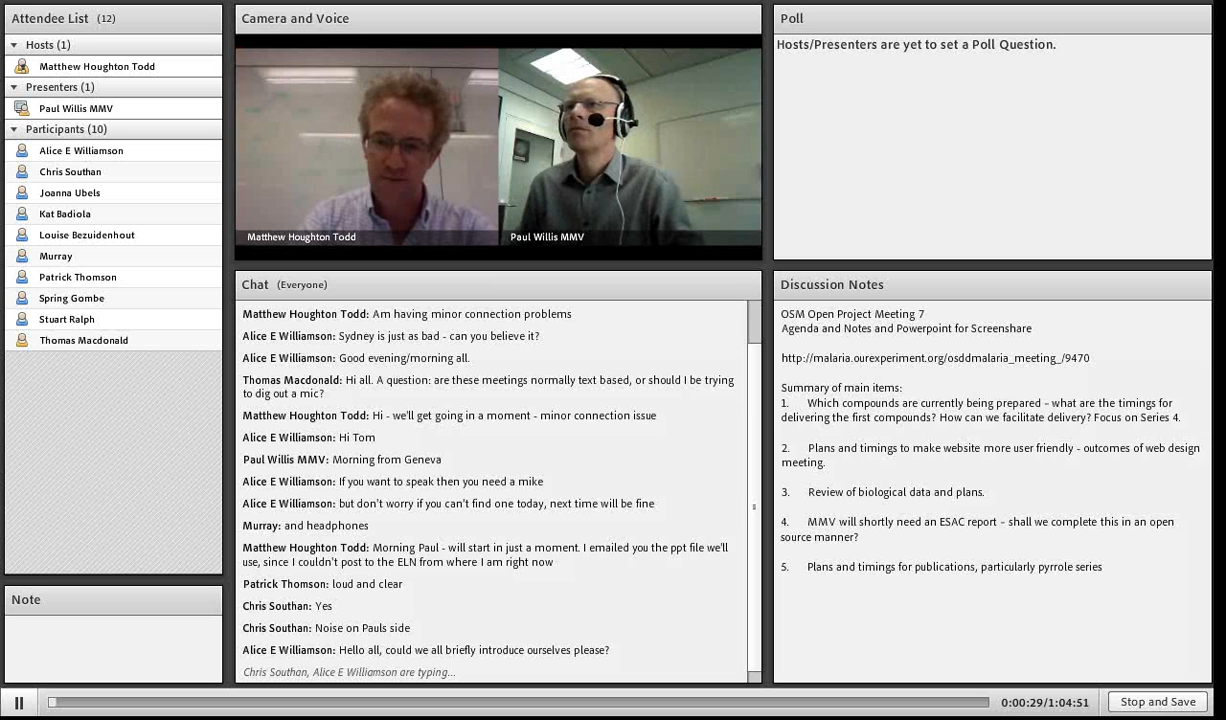 Attendee List (12)
Hosts (1)
Matthew Houghton Todd
Presenters (1)
Paul Willis MMV
Participants (10)
Alice E Williamson
Chris Southan
Joanna Ubels
Kat Badiola
Louise Bezuidenhout
Murray
Patrick Thomson
Spring Gombe
Stuart Ralph
Thomas Macdonald
Note
Camera and Voice
Matthew Houghton Todd
Paul Willis MMV
Chat (Everyone)
Matthew Houghton Todd: Am having minor connection problems
Alice E Williamson: Sydney is just as bad - can you believe it?
Alice E Williamson: Good evening/morning all.
Thomas Macdonald: Hi all. A question: are these meetings normally text based, or should I be trying
to dig out a mic?
Matthew Houghton Todd: Hi - we'll get going in a moment - minor connection issue
Alice E Williamson: Hi Tom
Paul Willis MMV: Morning from Geneva
Alice E Williamson: If you want to speak then you need a mike
Alice E Williamson: but don't worry if you can't find one today, next time will be fine
Murray: and headphones
Matthew Houghton Todd: Morning Paul - will start in just a moment. I emailed you the ppt file we'll
use, since I couldn't post to the ELN from where I am right now
Patrick Thomson: loud and clear
Chris Southan: Yes
Chris Southan: Noise on Pauls side
Alice E Williamson: Hello all, could we all briefly introduce ourselves please?
Chris Southan, Alice E Williamson are typing...
Poll
Hosts/Presenters are yet to set a Poll Question.
Discussion Notes
OSM Open Project Meeting 7
Agenda and Notes and Powerpoint for Screenshare
http://malaria.ourexperiment.org/osddmalaria_meeting_/9470
Summary of main items:
1. Which compounds are currently being prepared – what are the timings for
delivering the first compounds? How can we facilitate delivery? Focus on Series 4.
2. Plans and timings to make website more user friendly - outcomes of web design
meeting.
3. Review of biological data and plans.
4. MMV will shortly need an ESAC report – shall we complete this in an open
source manner?
5. Plans and timings for publications, particularly pyrrole series
0:00:29/1:04:51
Stop and Save